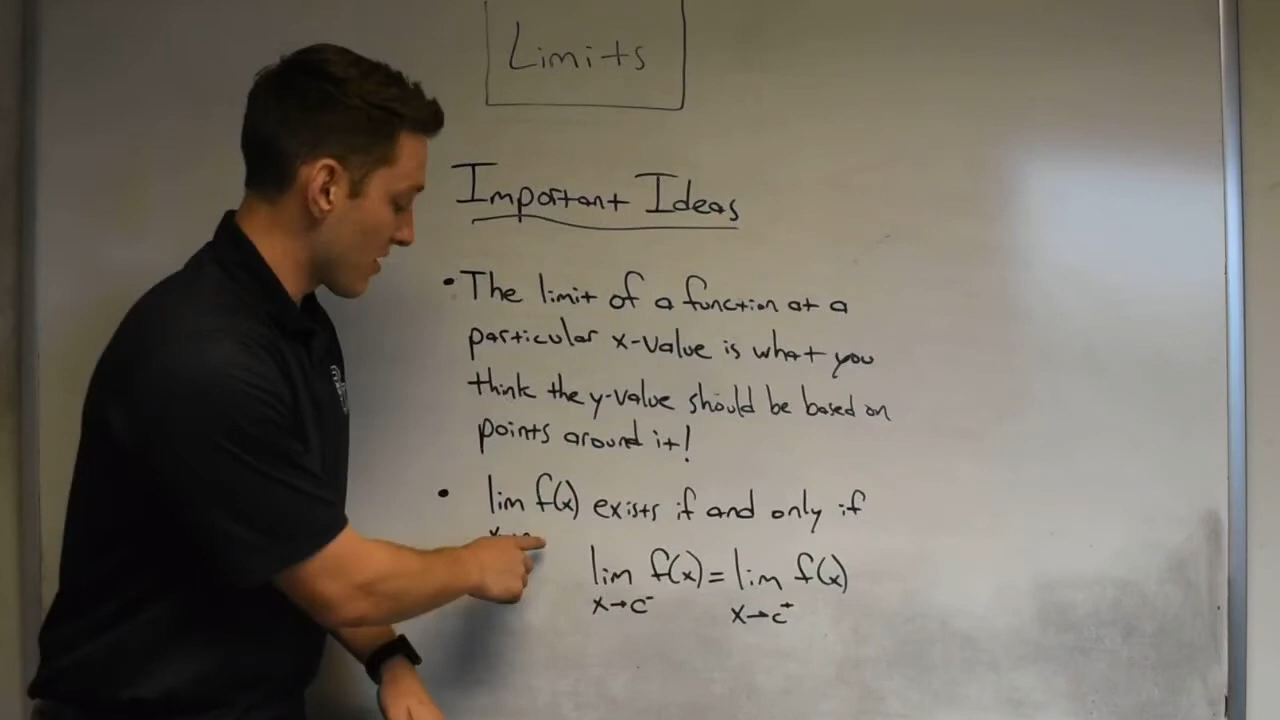 Limits
Important Ideas
• The limit of a function at a
particular x-value is what you
think the y-value should be based on
points around it!
• lim f(x) exists if and only if
lim f(x) = lim f(x)
x→c⁻ x→c⁺